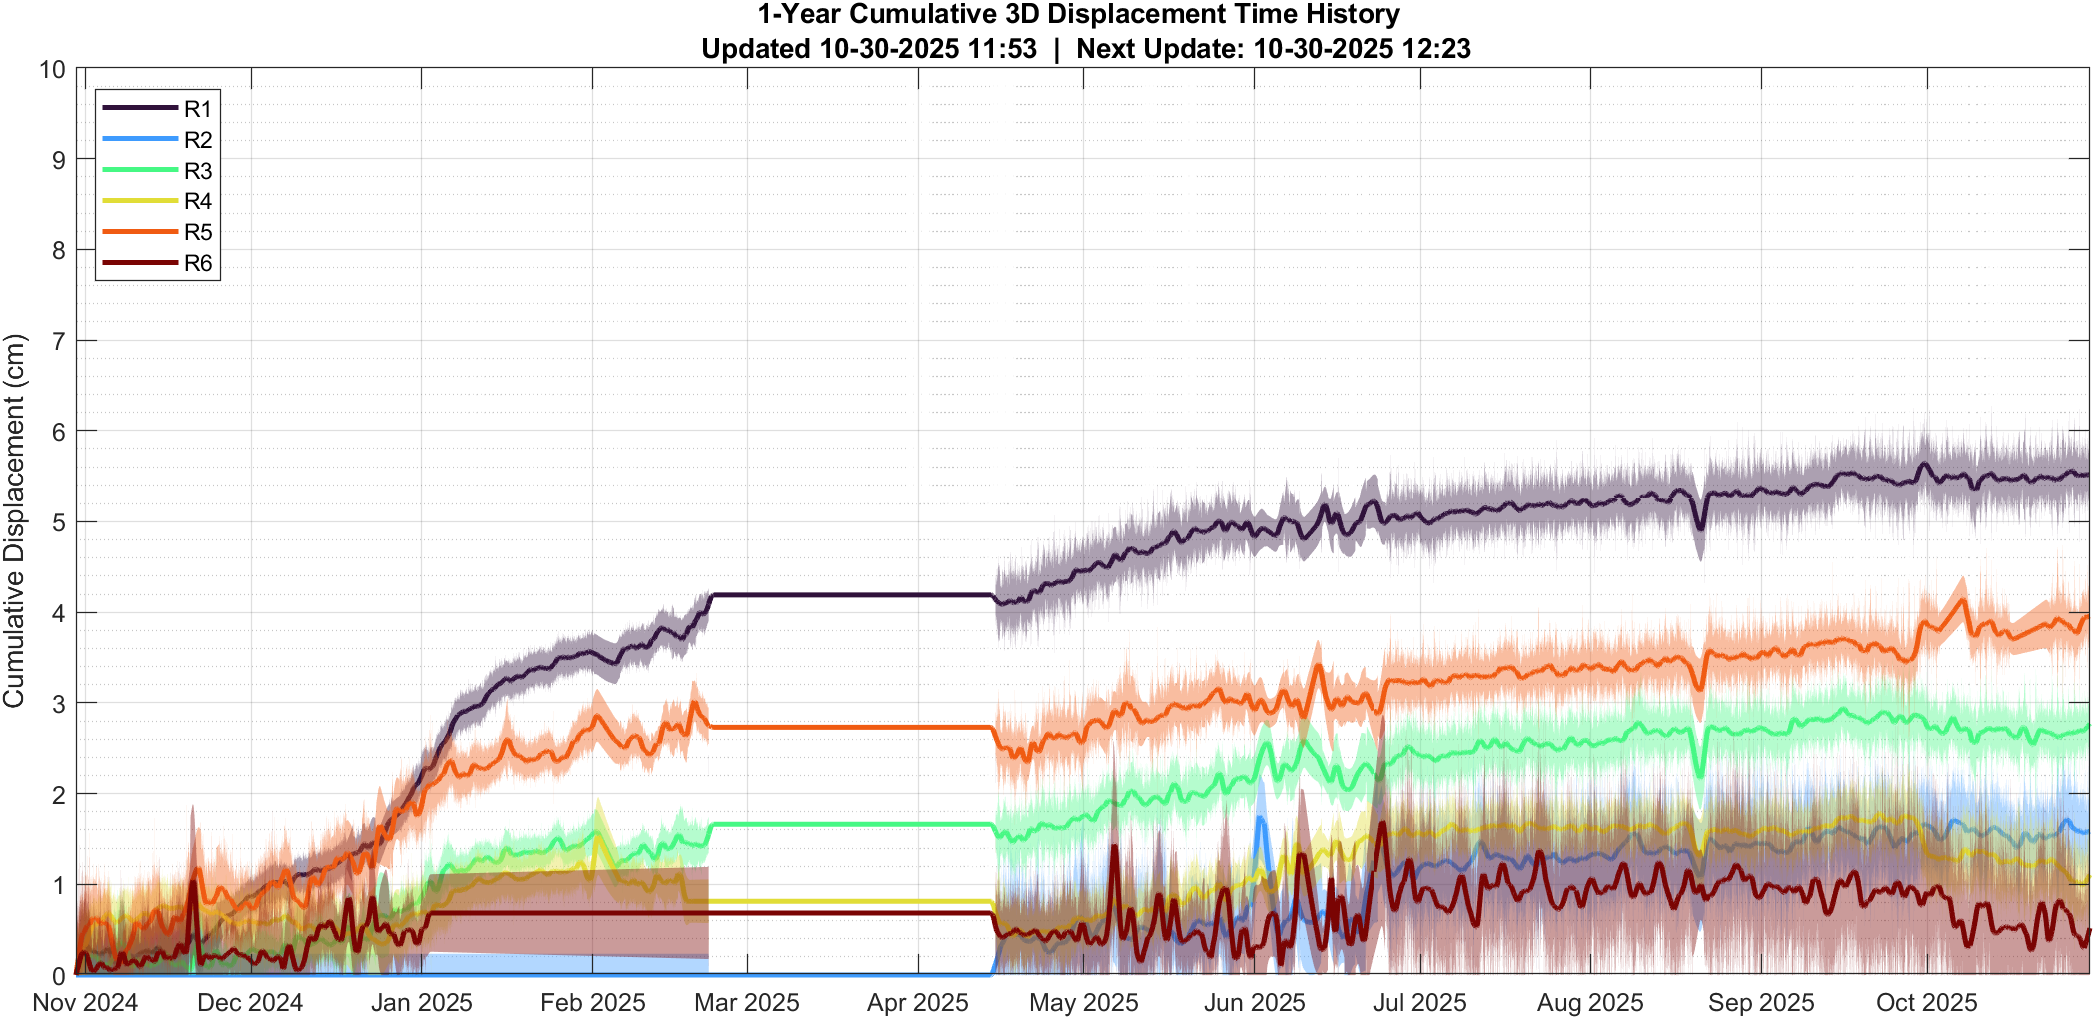 1-Year Cumulative 3D Displacement Time History
Updated 10-30-2025 11:53 | Next Update: 10-30-2025 12:23
Cumulative Displacement (cm)
10
9
8
7
6
5
4
3
2
1
0
R1
R2
R3
R4
R5
R6
Nov 2024 Dec 2024 Jan 2025 Feb 2025 Mar 2025 Apr 2025 May 2025 Jun 2025 Jul 2025 Aug 2025 Sep 2025 Oct 2025